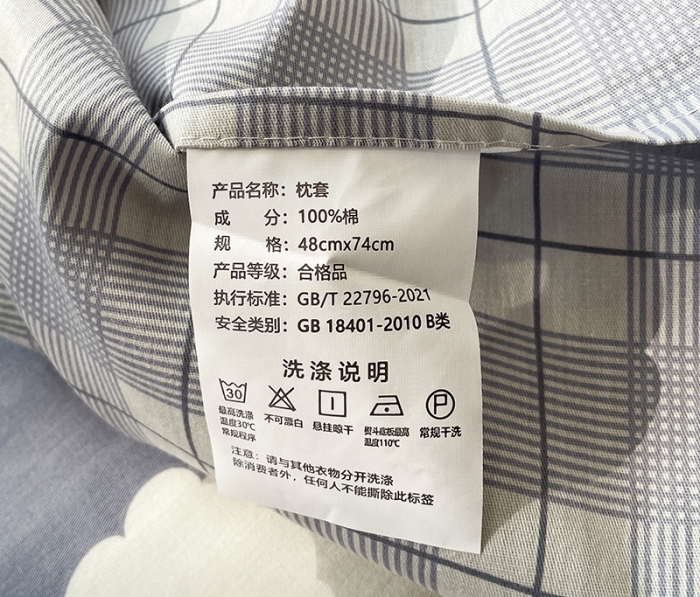 产品名称：枕套
成 分：100%棉
规 格：48cmx74cm
产品等级：合格品
执行标准：GB/T 22796-2021
安全类别：GB 18401-2010 B类
洗涤说明
30
P
最高洗涤
温度30℃
常规程序
不可漂白
悬挂晾干
熨斗底板最高
温度110℃
常规干洗
注意：请与其他衣物分开洗涤
除消费者外，任何人不能撕除此标签